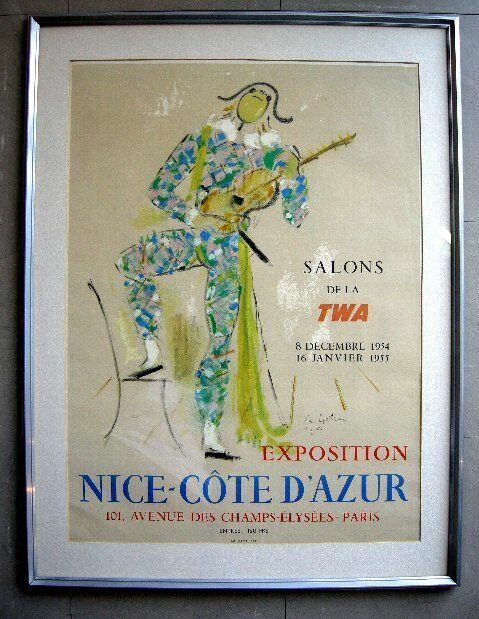 SALONS
DE LA
TWA
8 DECEMBRE 1954
16 JANVIER 1955
EXPOSITION
NICE-CÔTE D'AZUR
101, AVENUE DES CHAMPS-ÉLYSÉES - PARIS
ENTRÉE: